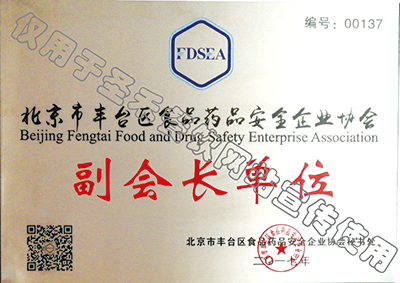 编号:00137
FDSEA
北京市丰台区食品药品安全企业协会
Beijing Fengtai Food and Drug Safety Enterprise Association
副会长单位
北京市丰台区食品药品安全企业协会秘书处
二〇一七年